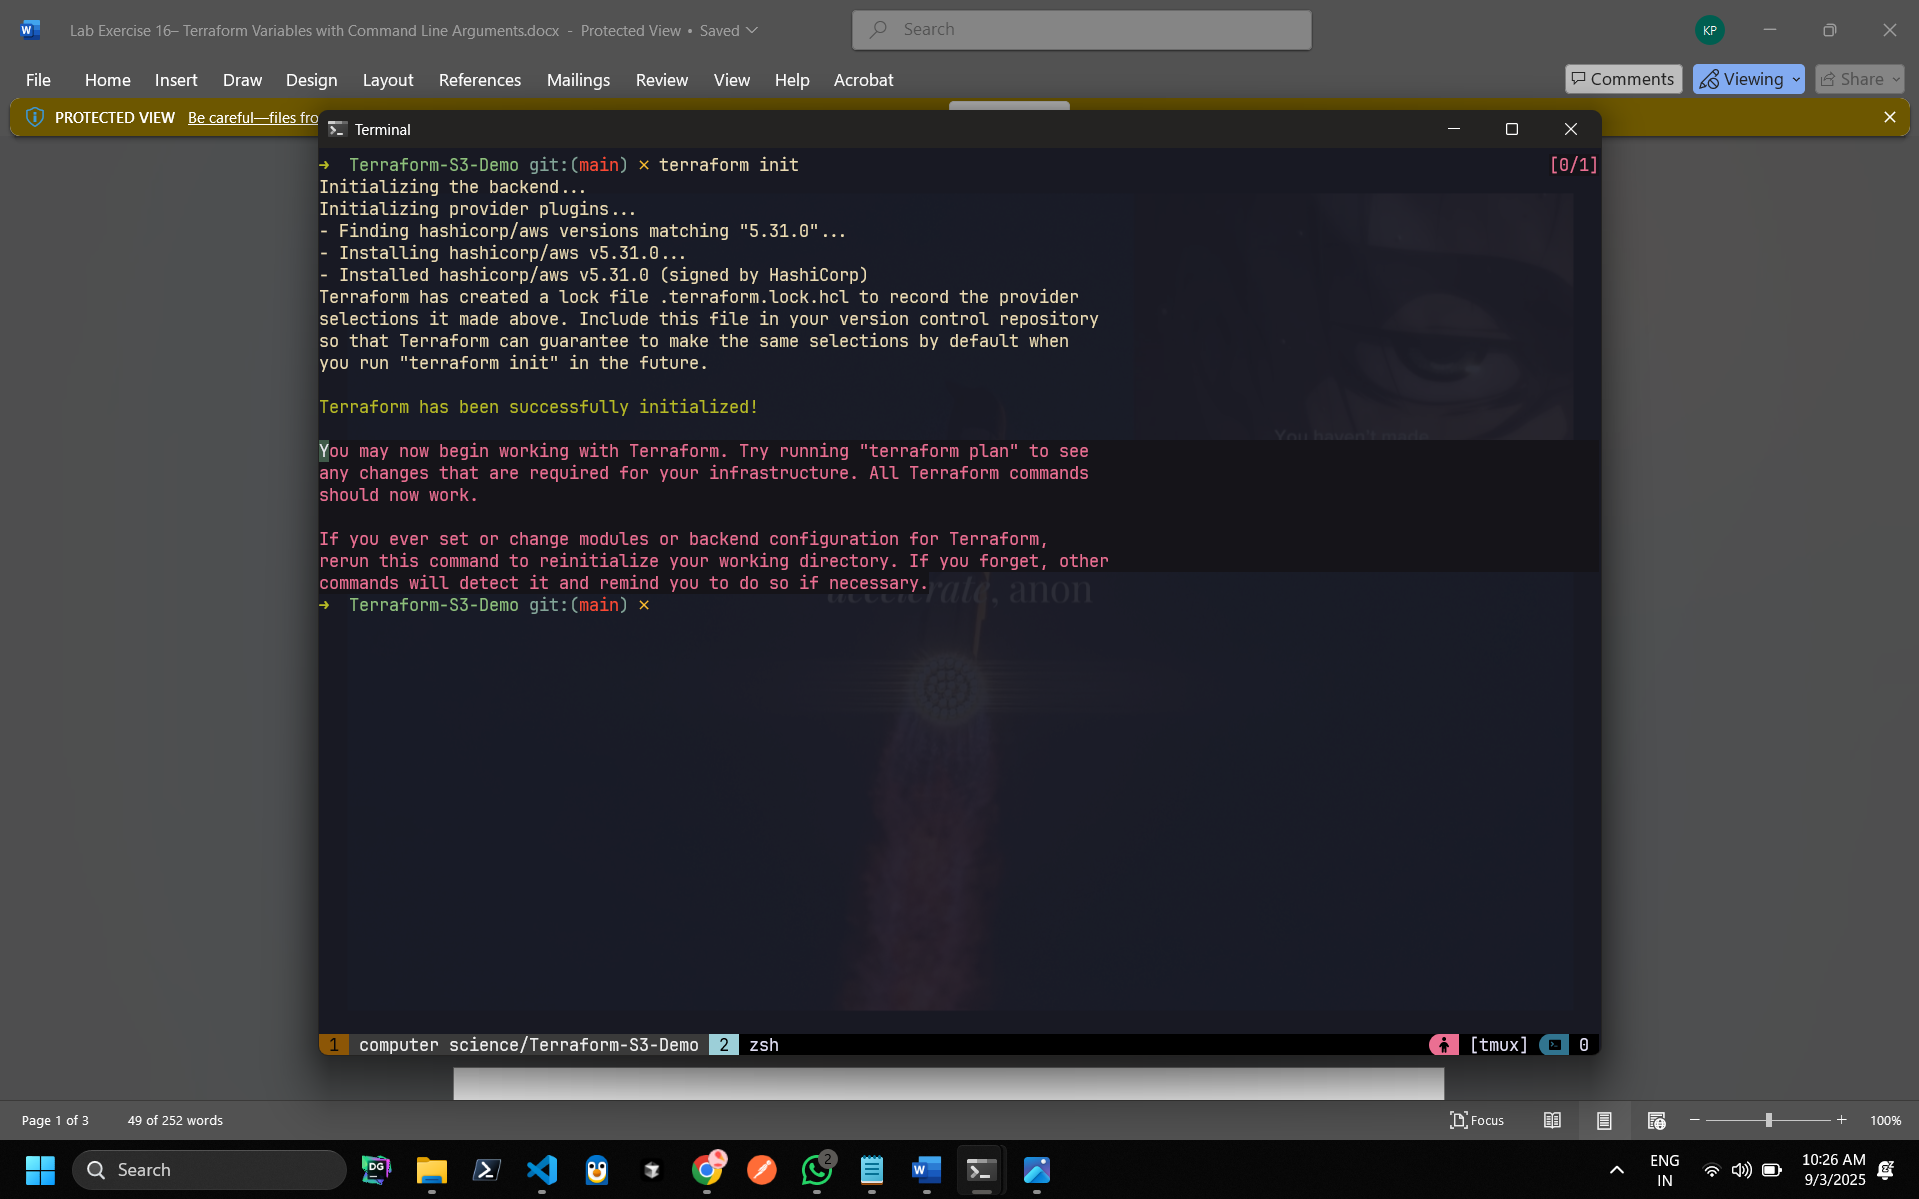 Lab Exercise 16– Terraform Variables with Command Line Arguments.docx - Protected View • Saved
Search
KP
File Home Insert Draw Design Layout References Mailings Review View Help Acrobat
Comments Viewing Share
PROTECTED VIEW Be careful—files fro
Terminal
→ Terraform-S3-Demo git:(main) × terraform init [0/1]
Initializing the backend...
Initializing provider plugins...
- Finding hashicorp/aws versions matching "5.31.0"...
- Installing hashicorp/aws v5.31.0...
- Installed hashicorp/aws v5.31.0 (signed by HashiCorp)
Terraform has created a lock file .terraform.lock.hcl to record the provider
selections it made above. Include this file in your version control repository
so that Terraform can guarantee to make the same selections by default when
you run "terraform init" in the future.
Terraform has been successfully initialized!
You haven't made
You may now begin working with Terraform. Try running "terraform plan" to see
any changes that are required for your infrastructure. All Terraform commands
should now work.
If you ever set or change modules or backend configuration for Terraform,
rerun this command to reinitialize your working directory. If you forget, other
commands will detect it and remind you to do so if necessary.
accelerate, anon
→ Terraform-S3-Demo git:(main) ×
1 computer science/Terraform-S3-Demo 2 zsh [tmux] 0
Page 1 of 3 49 of 252 words Focus 100%
Search DG 2 ENG IN 10:26 AM
9/3/2025